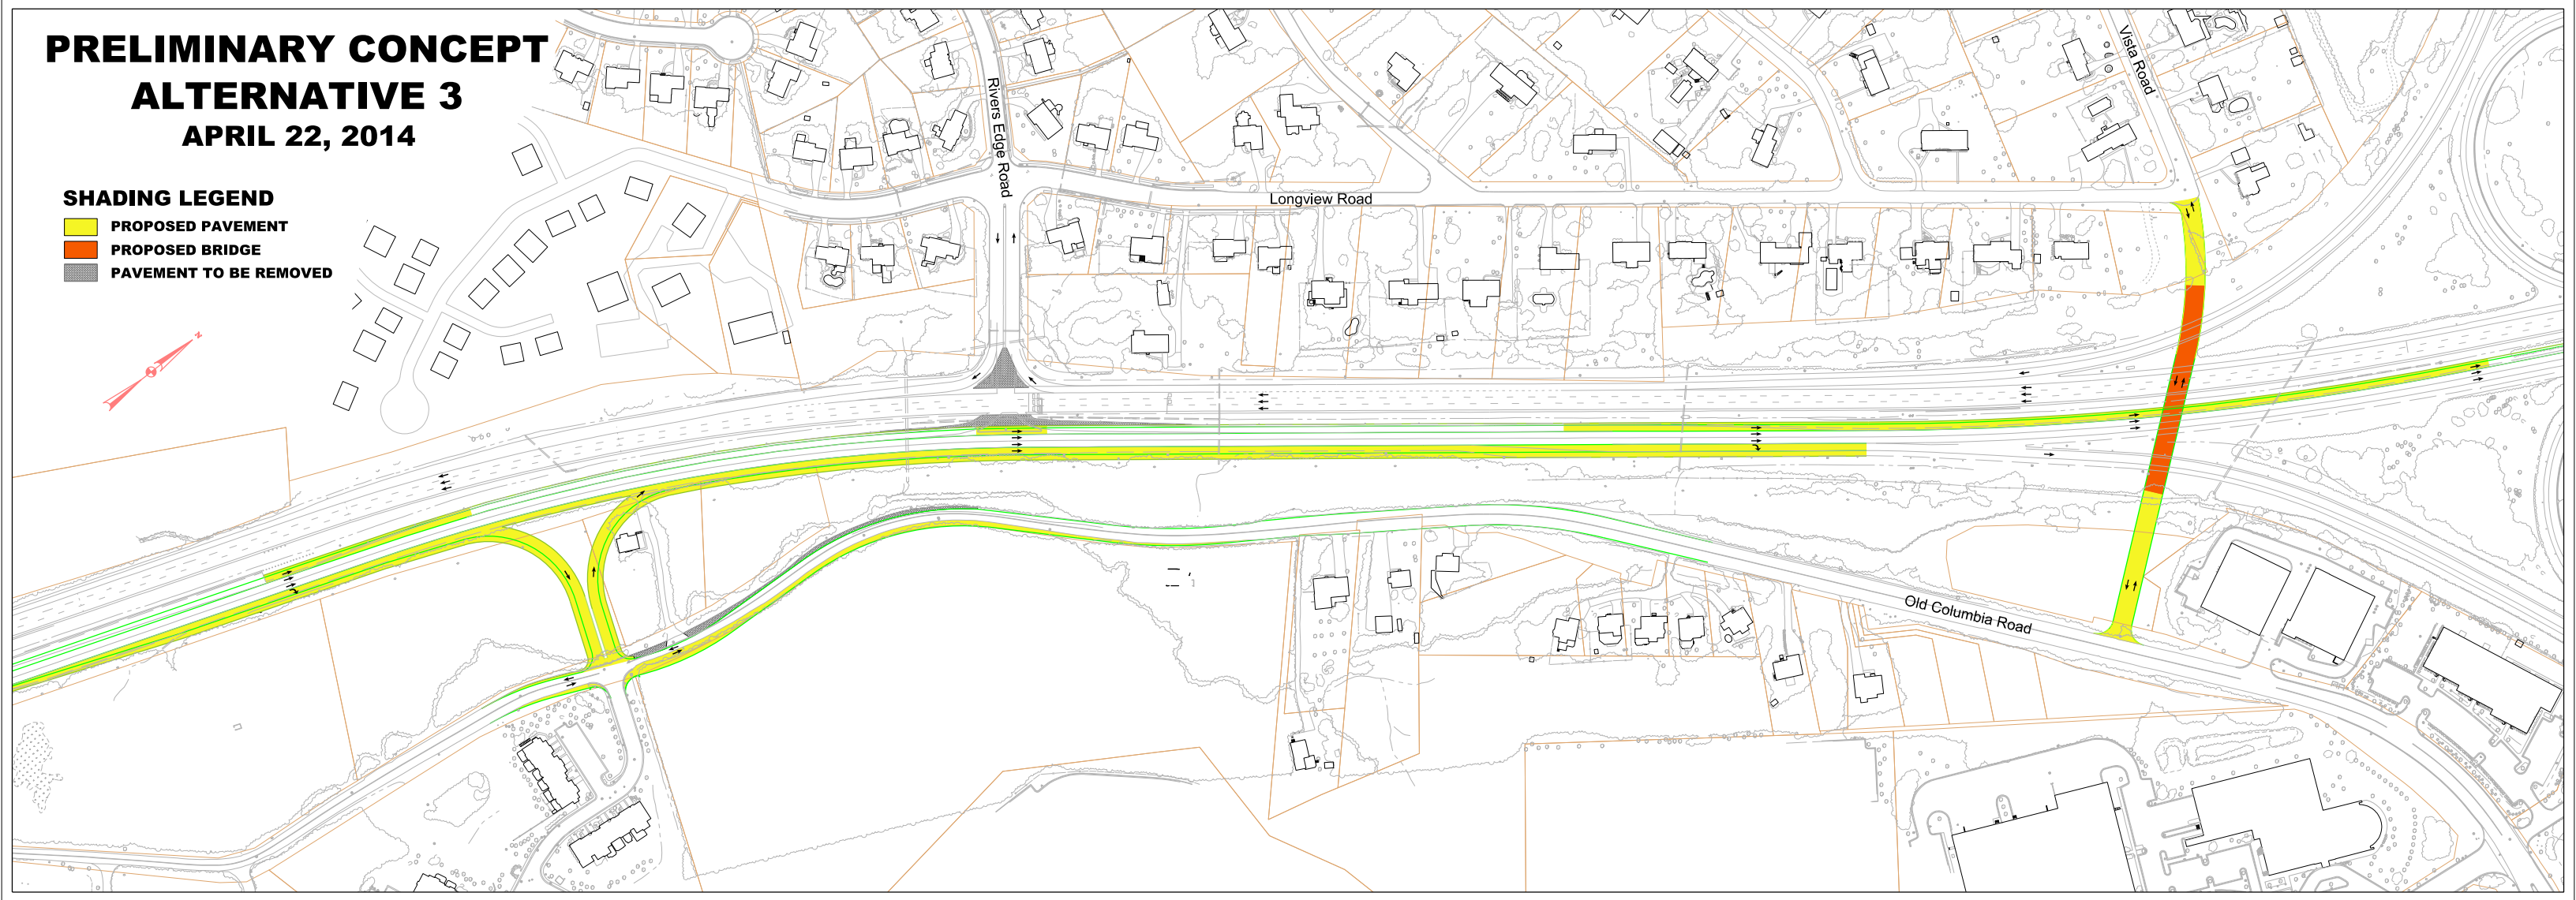 PRELIMINARY CONCEPT
ALTERNATIVE 3
APRIL 22, 2014
SHADING LEGEND
PROPOSED PAVEMENT
PROPOSED BRIDGE
PAVEMENT TO BE REMOVED
N
Rivers Edge Road
Longview Road
Vista Road
Old Columbia Road